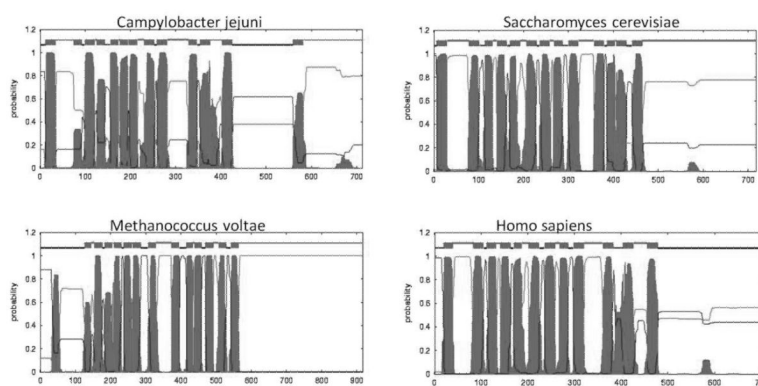 Campylobacter jejuni
1.2
1
0.8
0.6
0.4
0.2
0
probability
0 100 200 300 400 500 600 700
Saccharomyces cerevisiae
1.2
1
0.8
0.6
0.4
0.2
0
probability
0 100 200 300 400 500 600 700
Methanococcus voltae
1.2
1
0.8
0.6
0.4
0.2
0
probability
0 100 200 300 400 500 600 700 800 900
Homo sapiens
1.2
1
0.8
0.6
0.4
0.2
0
probability
0 100 200 300 400 500 600 700